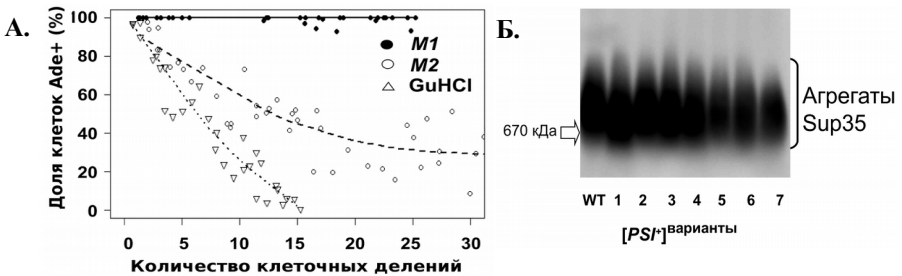 А.
Доля клеток Ade+ (%)
100
80
60
40
20
0
M1
M2
GuHCl
0 5 10 15 20 25 30
Количество клеточных делений
Б.
670 кДа
Агрегаты
Sup35
WT 1 2 3 4 5 6 7
[PSI+]варианты